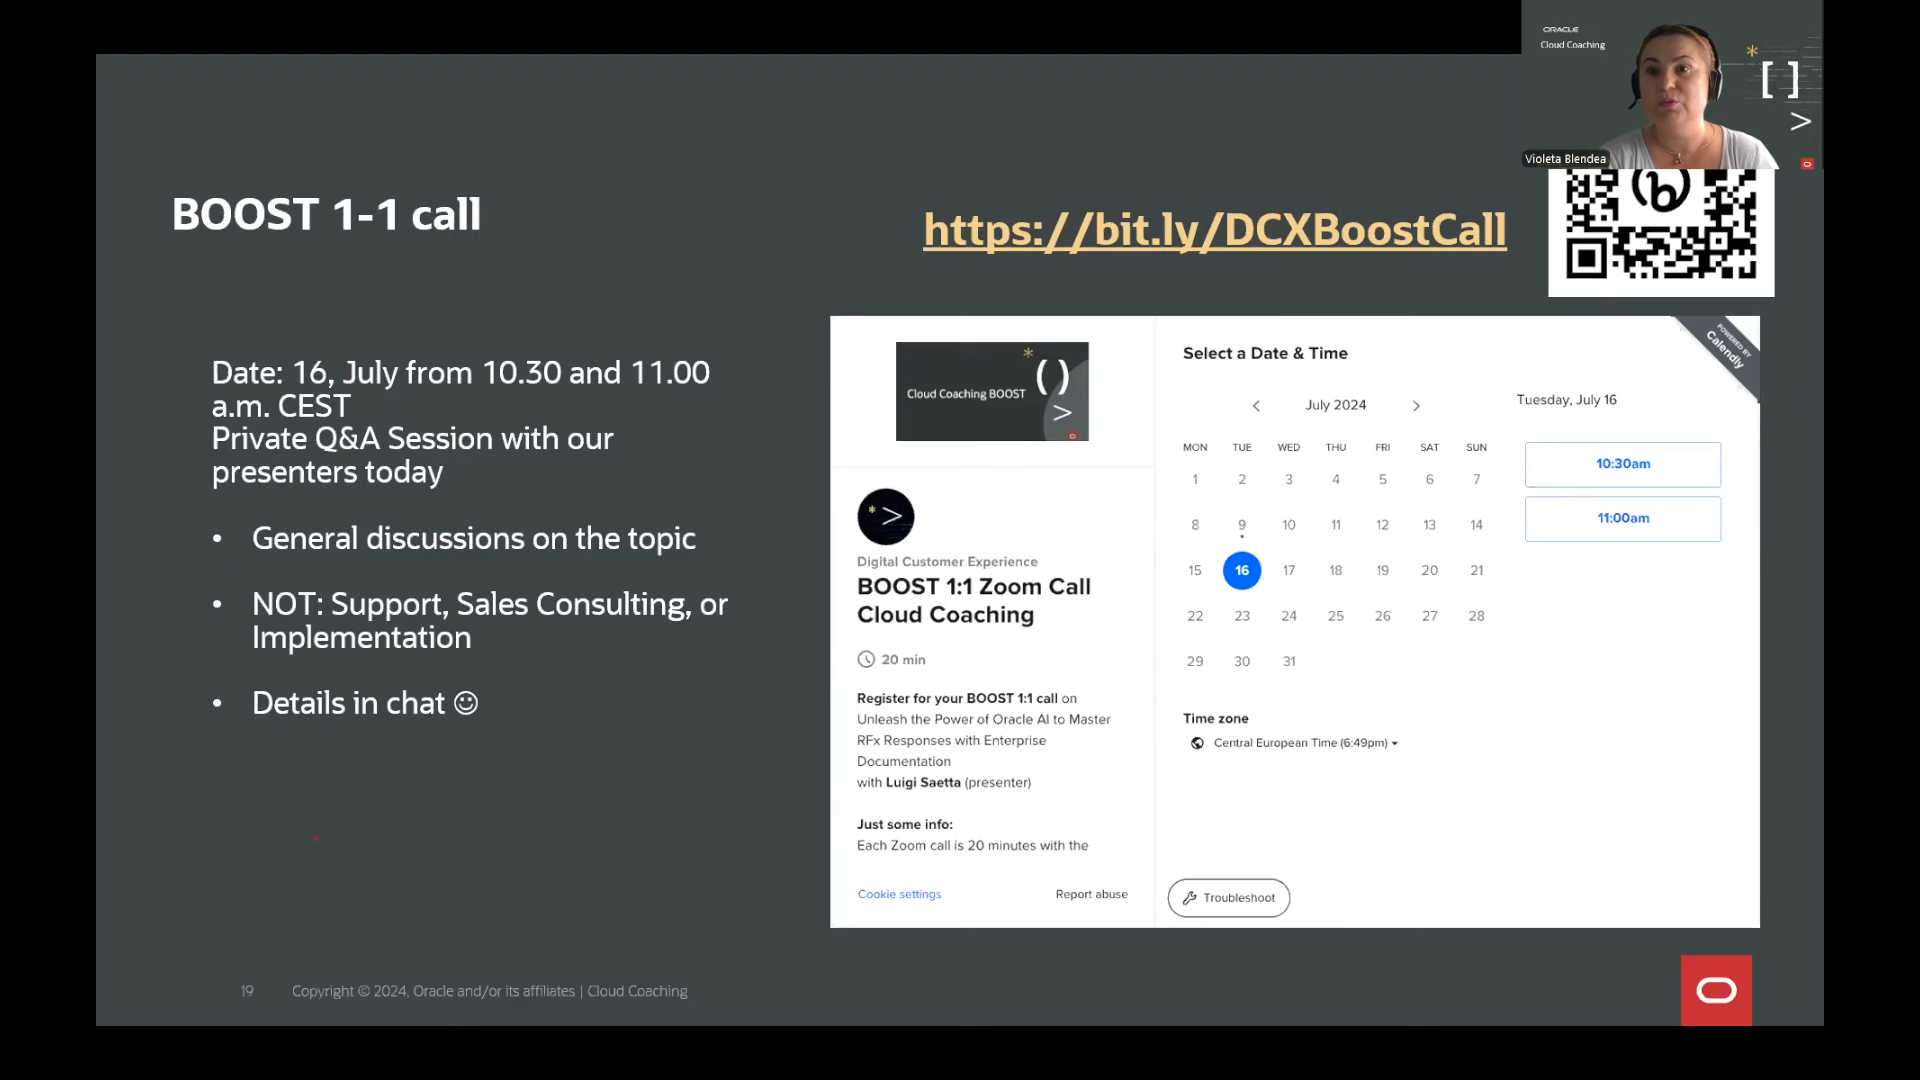 ORACLE
Cloud Coaching
*
[ ]
>
Violeta Blendea
BOOST 1-1 call
https://bit.ly/DCXBoostCall
Date: 16, July from 10.30 and 11.00
a.m. CEST
Private Q&A Session with our
presenters today
• General discussions on the topic
• NOT: Support, Sales Consulting, or
Implementation
• Details in chat ☺
Cloud Coaching BOOST
* ( )
>
* >
Digital Customer Experience
BOOST 1:1 Zoom Call
Cloud Coaching
20 min
Register for your BOOST 1:1 call on
Unleash the Power of Oracle AI to Master
RFx Responses with Enterprise
Documentation
with Luigi Saetta (presenter)
Just some info:
Each Zoom call is 20 minutes with the
Cookie settings Report abuse
Select a Date & Time
POWERED BY
Calendly
< July 2024 >
MON TUE WED THU FRI SAT SUN
1 2 3 4 5 6 7
8 9 10 11 12 13 14
15 16 17 18 19 20 21
22 23 24 25 26 27 28
29 30 31
Time zone
Central European Time (6:49pm)
Troubleshoot
Tuesday, July 16
10:30am
11:00am
19 Copyright © 2024, Oracle and/or its affiliates | Cloud Coaching